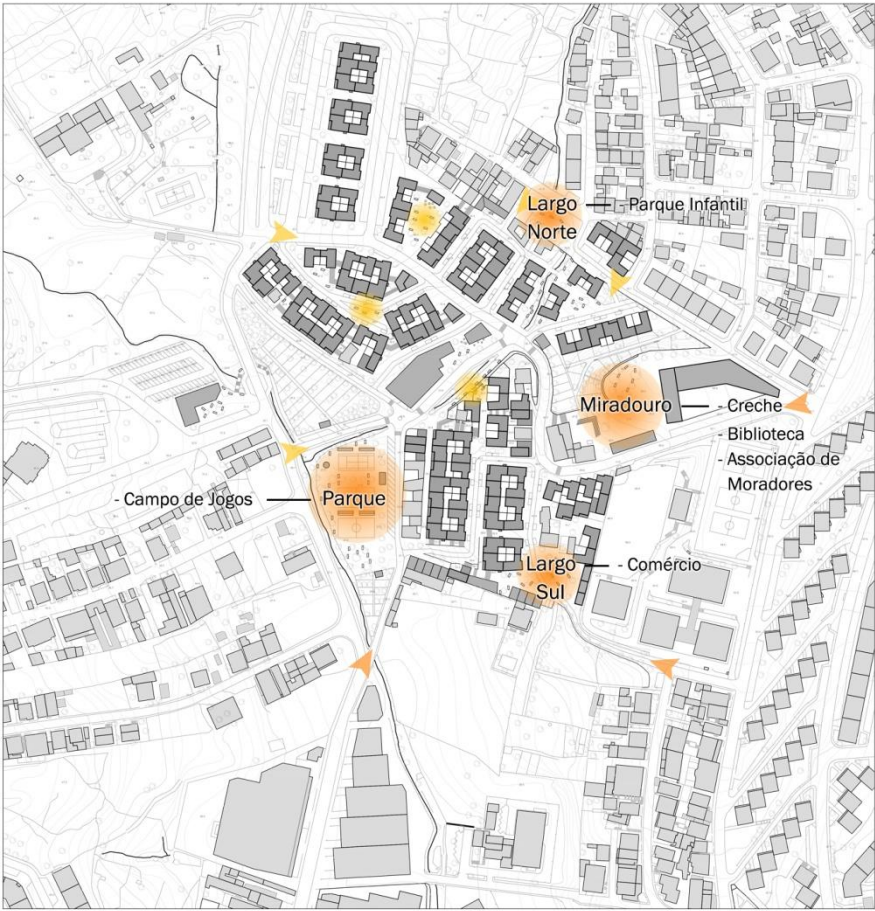 Largo
Norte
- Parque Infantil
Miradouro
- Creche
- Biblioteca
- Associação de
Moradores
- Campo de Jogos
Parque
Largo
Sul
- Comércio